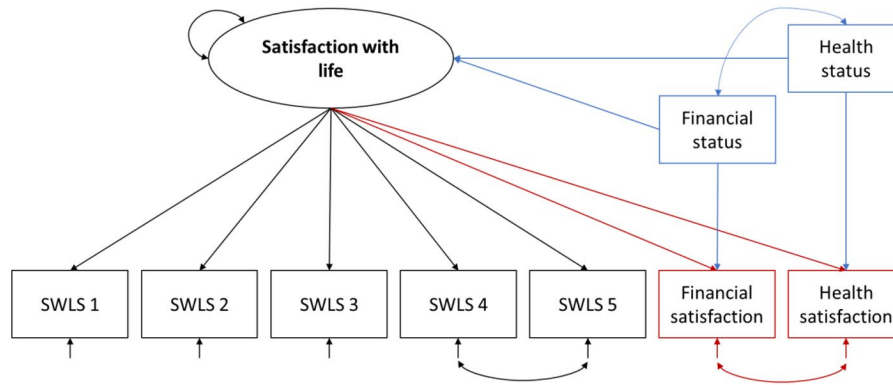 Satisfaction with
life
Health
status
Financial
status
SWLS 1
SWLS 2
SWLS 3
SWLS 4
SWLS 5
Financial
satisfaction
Health
satisfaction